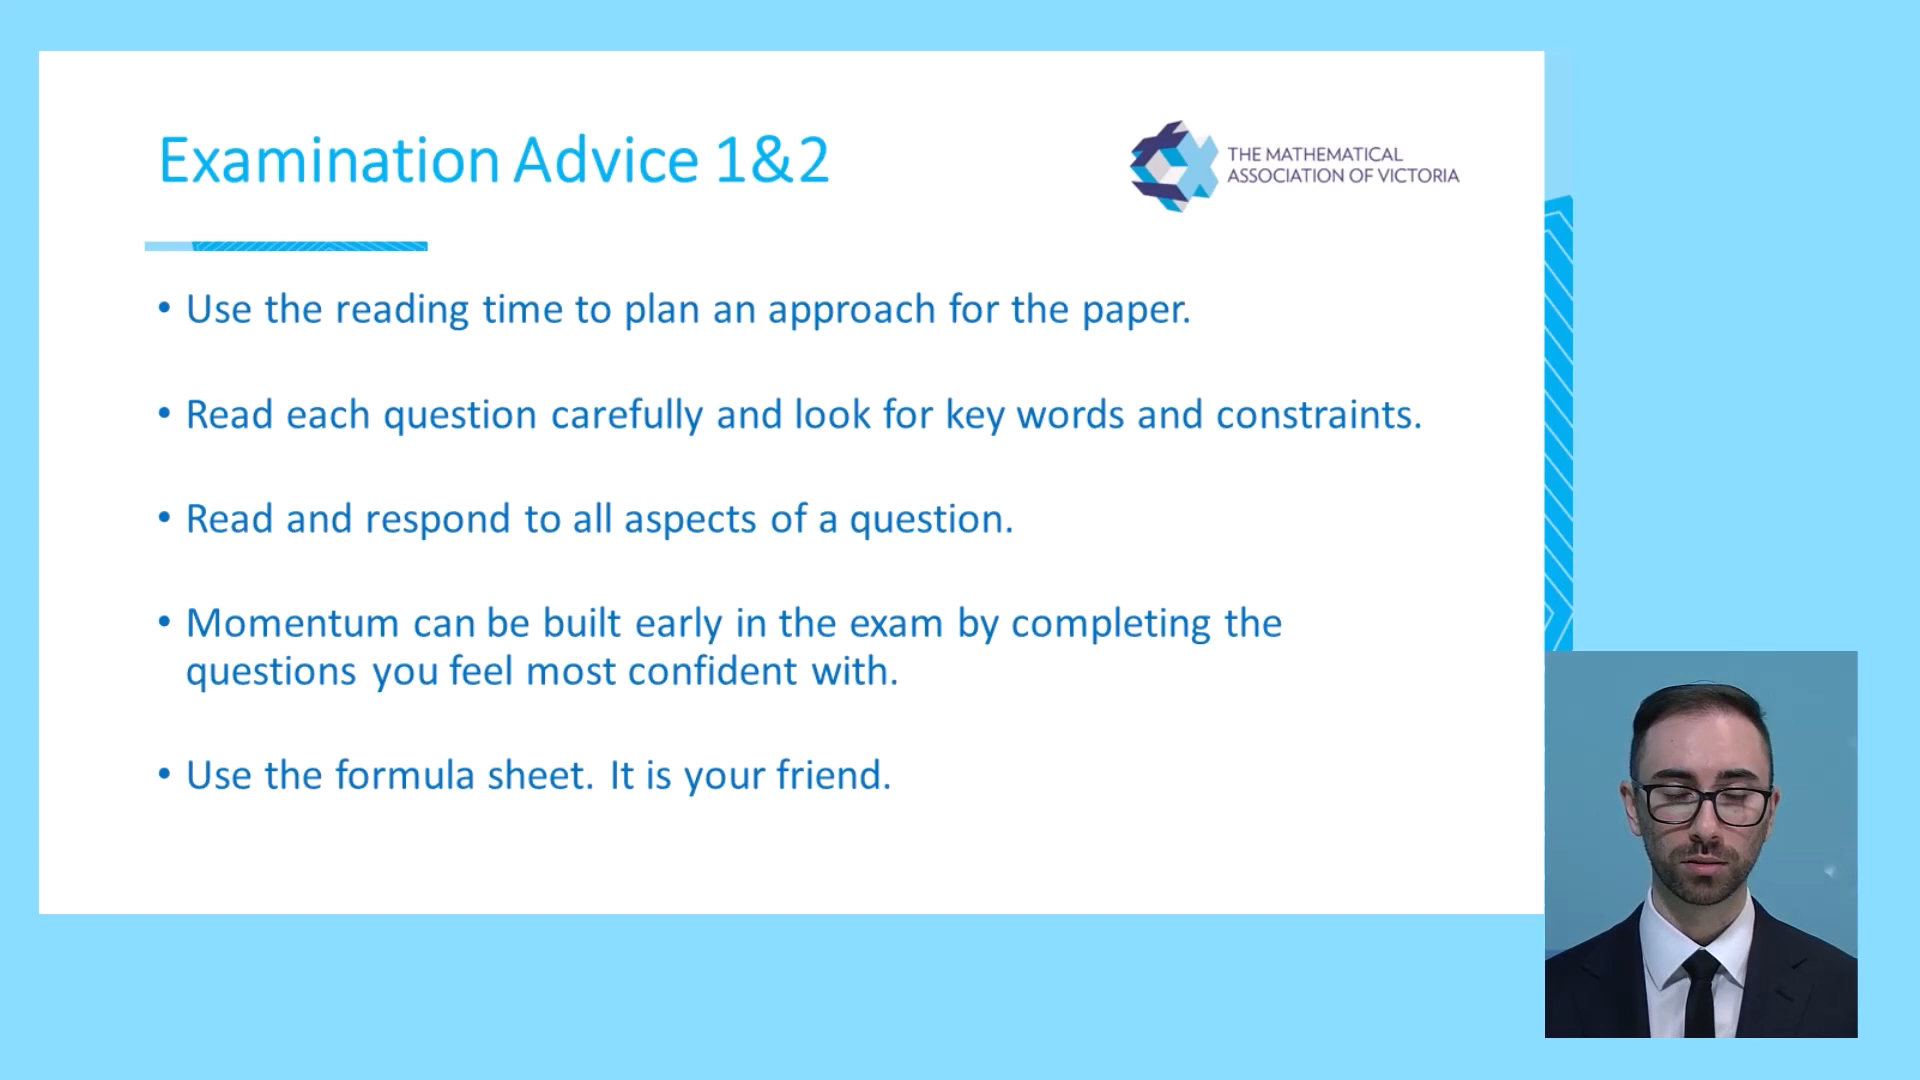 Examination Advice 1&2
THE MATHEMATICAL
ASSOCIATION OF VICTORIA
• Use the reading time to plan an approach for the paper.
• Read each question carefully and look for key words and constraints.
• Read and respond to all aspects of a question.
• Momentum can be built early in the exam by completing the
questions you feel most confident with.
• Use the formula sheet. It is your friend.